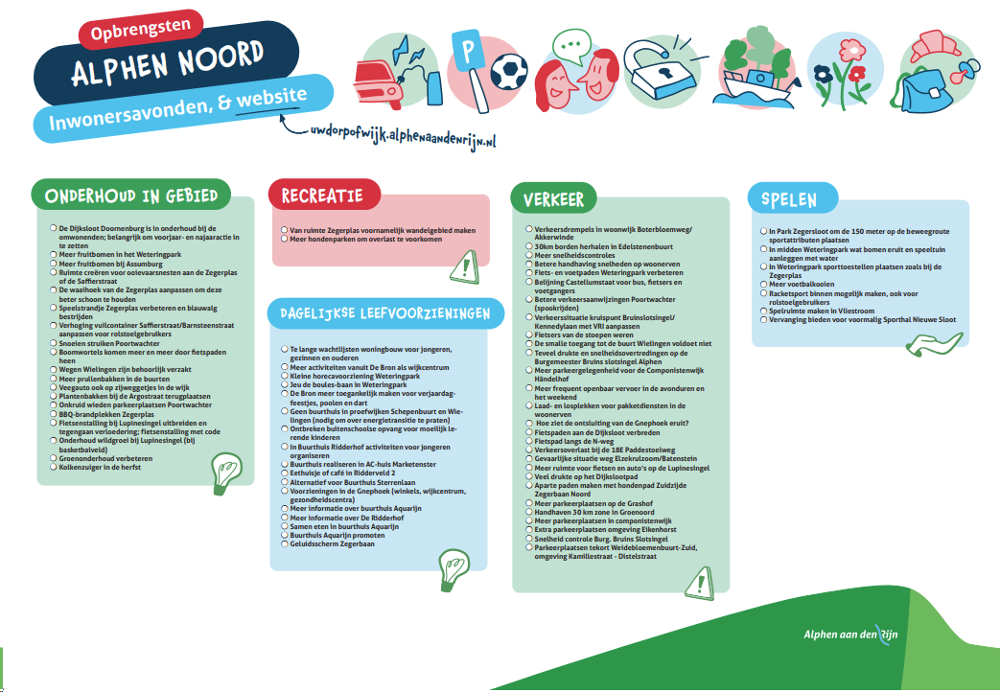 Opbrengsten
ALPHEN NOORD
Inwonersavonden, & website
uwdorpofwijk.alphenaandenrijn.nl
P
ONDERHOUD IN GEBIED
De Dijksloot Doornenburg is in onderhoud bij de
omwonenden; belangrijk om voorjaar- en najaaractie in
te zetten
Meer fruitbomen in het Weteringpark
Meer fruitbomen bij Assumburg
Ruimte creëren voor ooievaarsnesten aan de Zegerplas
of de Saffierstraat
De waalhoek van de Zegerplas aanpassen om deze
beter schoon te houden
Speelstrandje Zegerplas verbeteren en blauwalg
bestrijden
Verhoging vuilcontainer Saffierstraat/Barnsteenstraat
aanpassen voor rolstoelgebruikers
Snoeien struiken Poortwachter
Boomwortels komen meer en meer door fietspaden
heen
Wegen Wielingen zijn behoorlijk verzakt
Meer prullenbakken in de buurten
Veegauto ook op zijweggetjes in de wijk
Plantenbakken bij de Argostraat terugplaatsen
Onkruid wieden parkeerplaatsen Poortwachter
BBQ-brandplekken Zegerplas
Fietsenstalling bij Lupinesingel uitbreiden en
tegengaan verloedering; fietsenstalling met code
Onderhoud wildgroei bij Lupinesingel (bij
basketbalveld)
Groenonderhoud verbeteren
Kolkenzuiger in de herfst
RECREATIE
Van ruimte Zegerplas voornamelijk wandelgebied maken
Meer hondenparken om overlast te voorkomen
DAGELIJKSE LEEFVOORZIENINGEN
Te lange wachtlijsten woningbouw voor jongeren,
gezinnen en ouderen
Meer activiteiten vanuit De Bron als wijkcentrum
Kleine horecavoorziening Weteringpark
Jeu de boules-baan in Weteringpark
De Bron meer toegankelijk maken voor verjaardag-
feestjes, poolen en dart
Geen buurthuis in proefwijken Schepenbuurt en Wie-
lingen (nodig om over energietransitie te praten)
Ontbreken buitenschoolse opvang voor moeilijk le-
rende kinderen
In Buurthuis Ridderhof activiteiten voor jongeren
organiseren
Buurthuis realiseren in AC-huis Marketenster
Eethuisje of café in Ridderveld 2
Alternatief voor Buurthuis Sterrenlaan
Voorzieningen in de Gnephoek (winkels, wijkcentrum,
gezondheidscentra)
Meer informatie over buurthuis Aquarijn
Meer informatie over De Ridderhof
Samen eten in buurthuis Aquarijn
Buurthuis Aquarijn promoten
Geluidsscherm Zegerbaan
VERKEER
Verkeersdrempels in woonwijk Boterbloemweg/
Akkerwinde
30km borden herhalen in Edelstenenbuurt
Meer snelheidscontroles
Betere handhaving snelheden op woonerven
Fiets- en voetpaden Weteringpark verbeteren
Belijning Castellumstraat voor bus, fietsers en
voetgangers
Betere verkeersaanwijzingen Poortwachter
(spookrijden)
Verkeerssituatie kruispunt Bruinslotsingel/
Kennedylaan met VRI aanpassen
Fietsers van de stoepen weren
De smalle toegang tot de buurt Wielingen voldoet niet
Teveel drukte en snelheidsovertredingen op de
Burgemeester Bruins slotsingel Alphen
Meer parkeergelegenheid voor de Componistenwijk
Händelhof
Meer frequent openbaar vervoer in de avonduren en
het weekend
Laad- en losplekken voor pakketdiensten in de
woonerven
Hoe ziet de ontsluiting van de Gnephoek eruit?
Fietspaden aan de Dijksloot verbreden
Fietspad langs de N-weg
Verkeersoverlast bij de 18E Paddestoelweg
Gevaarlijke situatie weg Elzekrulzoom/Batenstein
Meer ruimte voor fietsen en auto's op de Lupinesingel
Veel drukte op het Dijkslootpad
Aparte paden maken met hondenpad Zuidzijde
Zegerbaan Noord
Meer parkeerplaatsen op de Grashof
Handhaven 30 km zone in Groenoord
Meer parkeerplaatsen in componistenwijk
Extra parkeerplaatsen omgeving Eikenhorst
Snelheid controle Burg. Bruins Slotsingel
Parkeerplaatsen tekort Weidebloemenbuurt-Zuid,
omgeving Kamillestraat - Distelstraat
SPELEN
In Park Zegersloot om de 150 meter op de beweegroute
sportattributen plaatsen
In midden Weteringpark wat bomen eruit en speeltuin
aanleggen met water
In Weteringpark sporttoestellen plaatsen zoals bij de
Zegerplas
Meer voetbalkooien
Racketsport binnen mogelijk maken, ook voor
rolstoelgebruikers
Spelruimte maken in Vliestroom
Vervanging bieden voor voormalig Sporthal Nieuwe Sloot
Alphen aan den Rijn